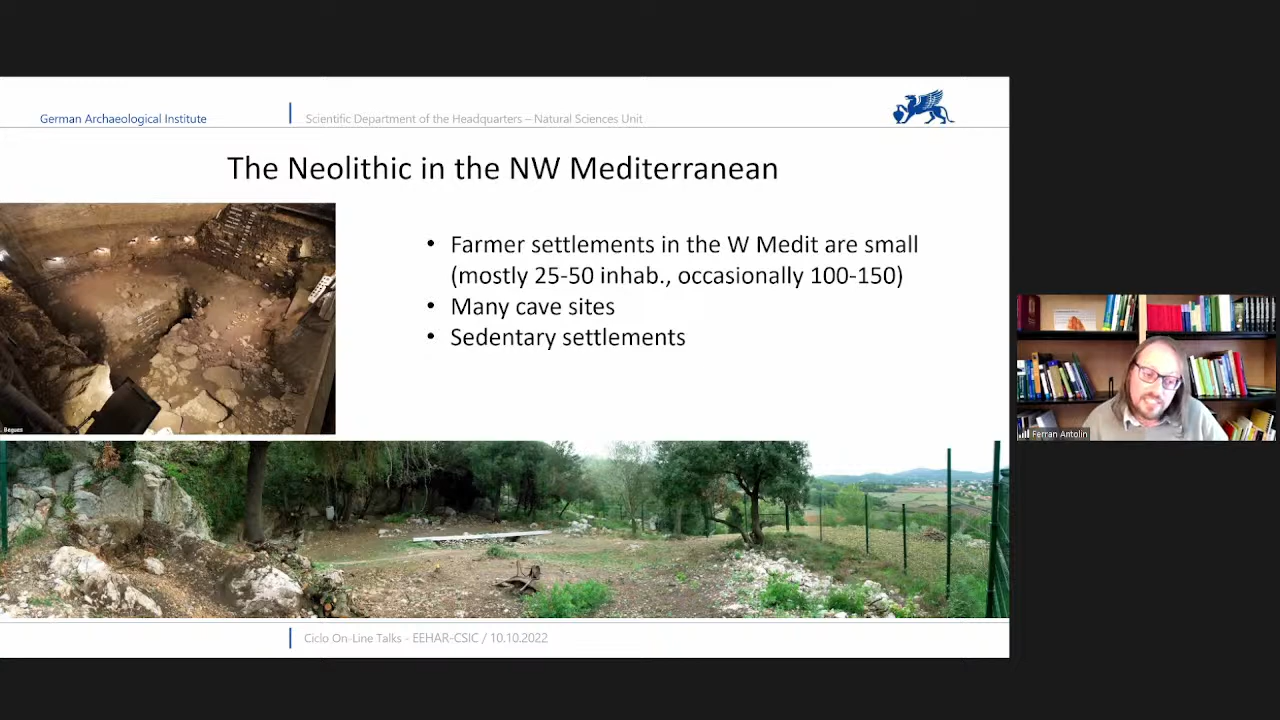 German Archaeological Institute
Scientific Department of the Headquarters – Natural Sciences Unit
The Neolithic in the NW Mediterranean
• Farmer settlements in the W Medit are small
(mostly 25-50 inhab., occasionally 100-150)
• Many cave sites
• Sedentary settlements
Begues
Ferran Antolín
Ciclo On-Line Talks - EEHAR-CSIC / 10.10.2022